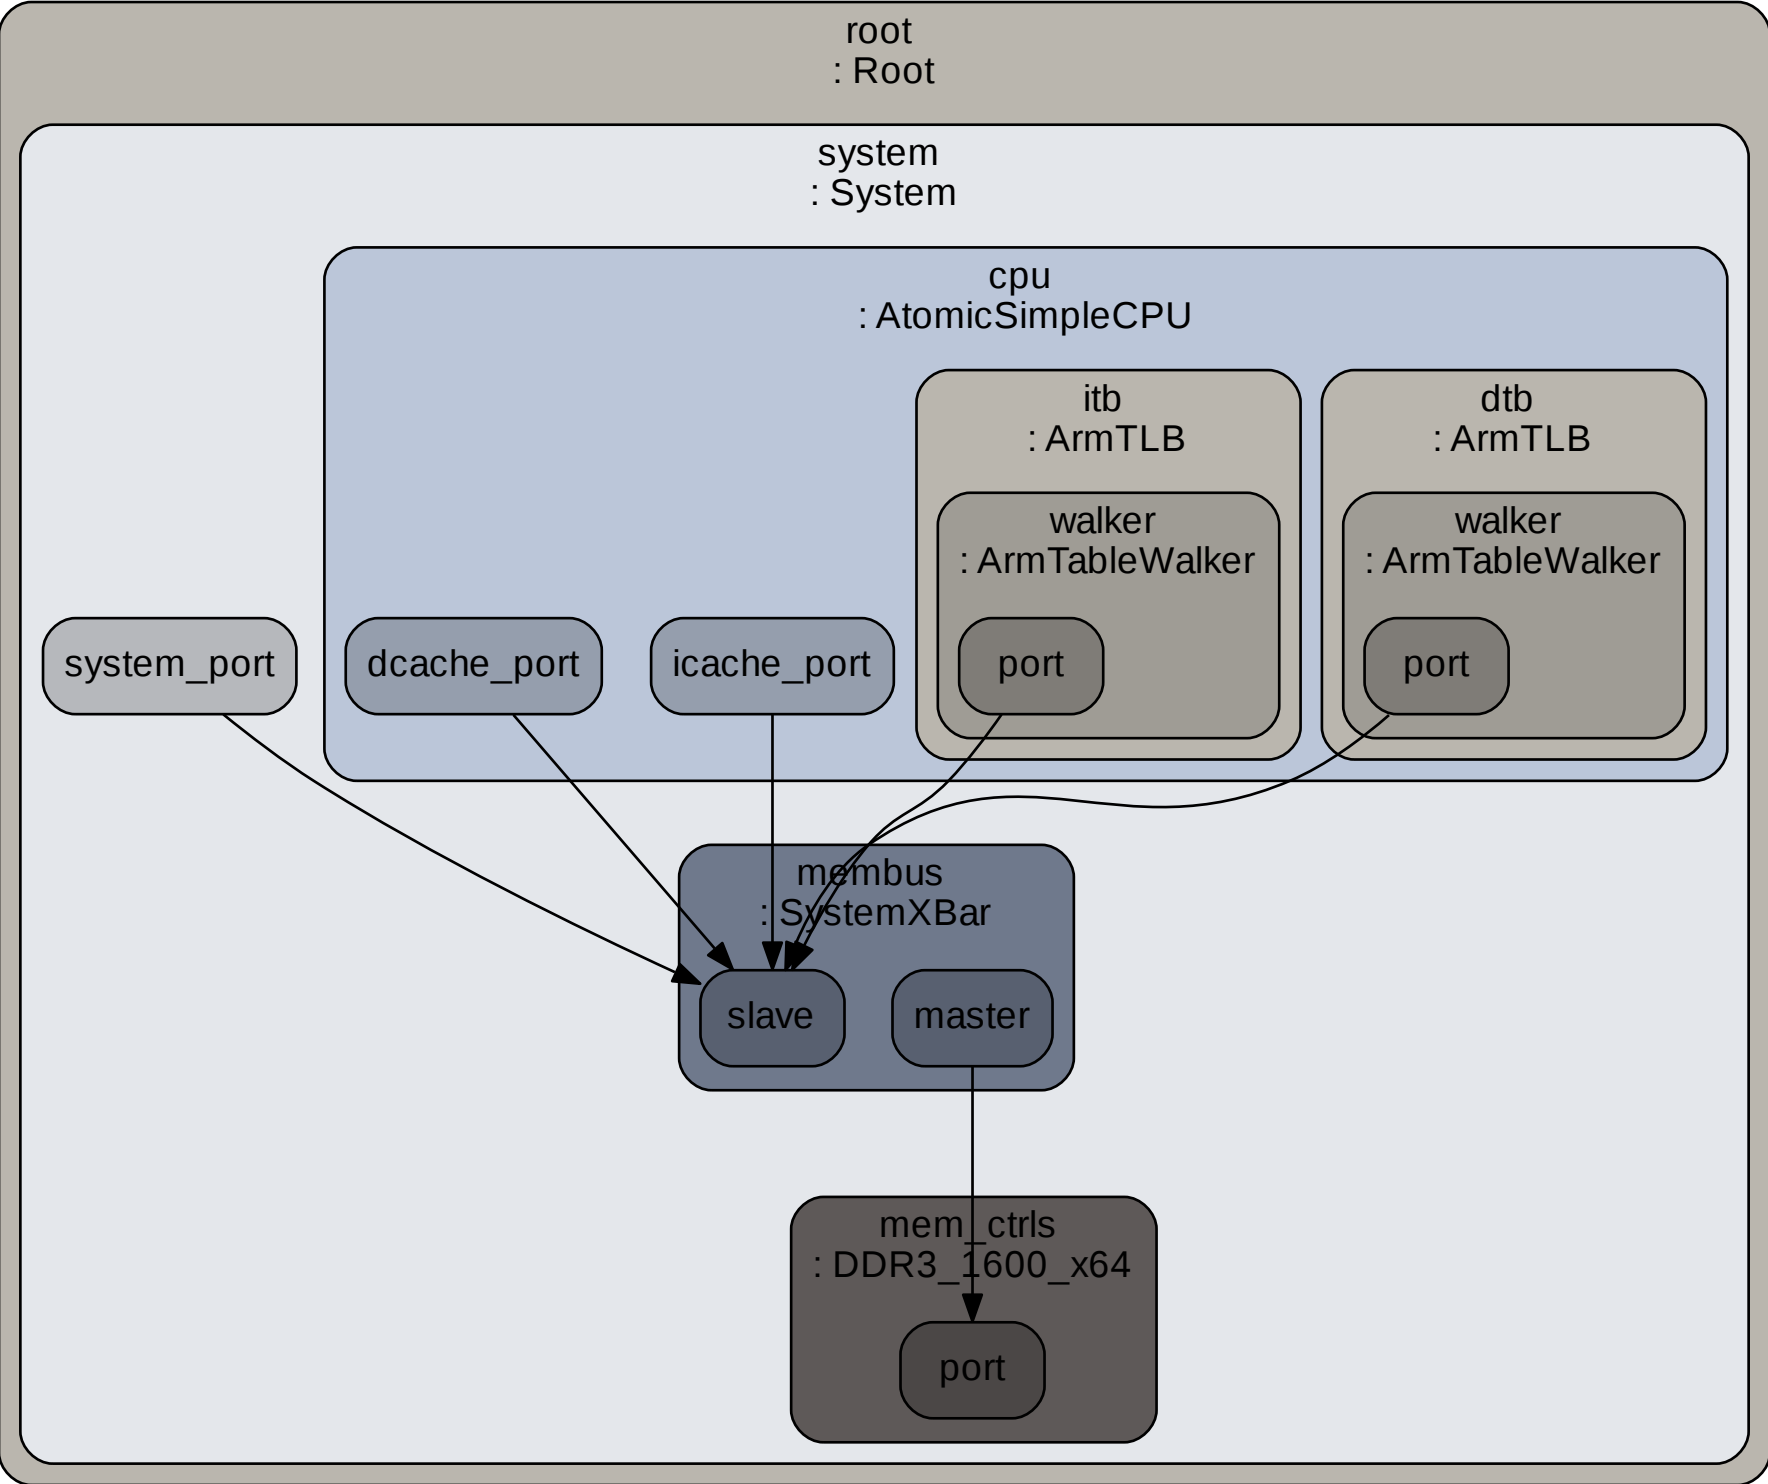 root
: Root
system
: System
cpu
: AtomicSimpleCPU
itb
: ArmTLB
dtb
: ArmTLB
walker
: ArmTableWalker
walker
: ArmTableWalker
system_port
dcache_port
icache_port
port
port
membus
: SystemXBar
slave
master
mem_ctrls
: DDR3_1600_x64
port